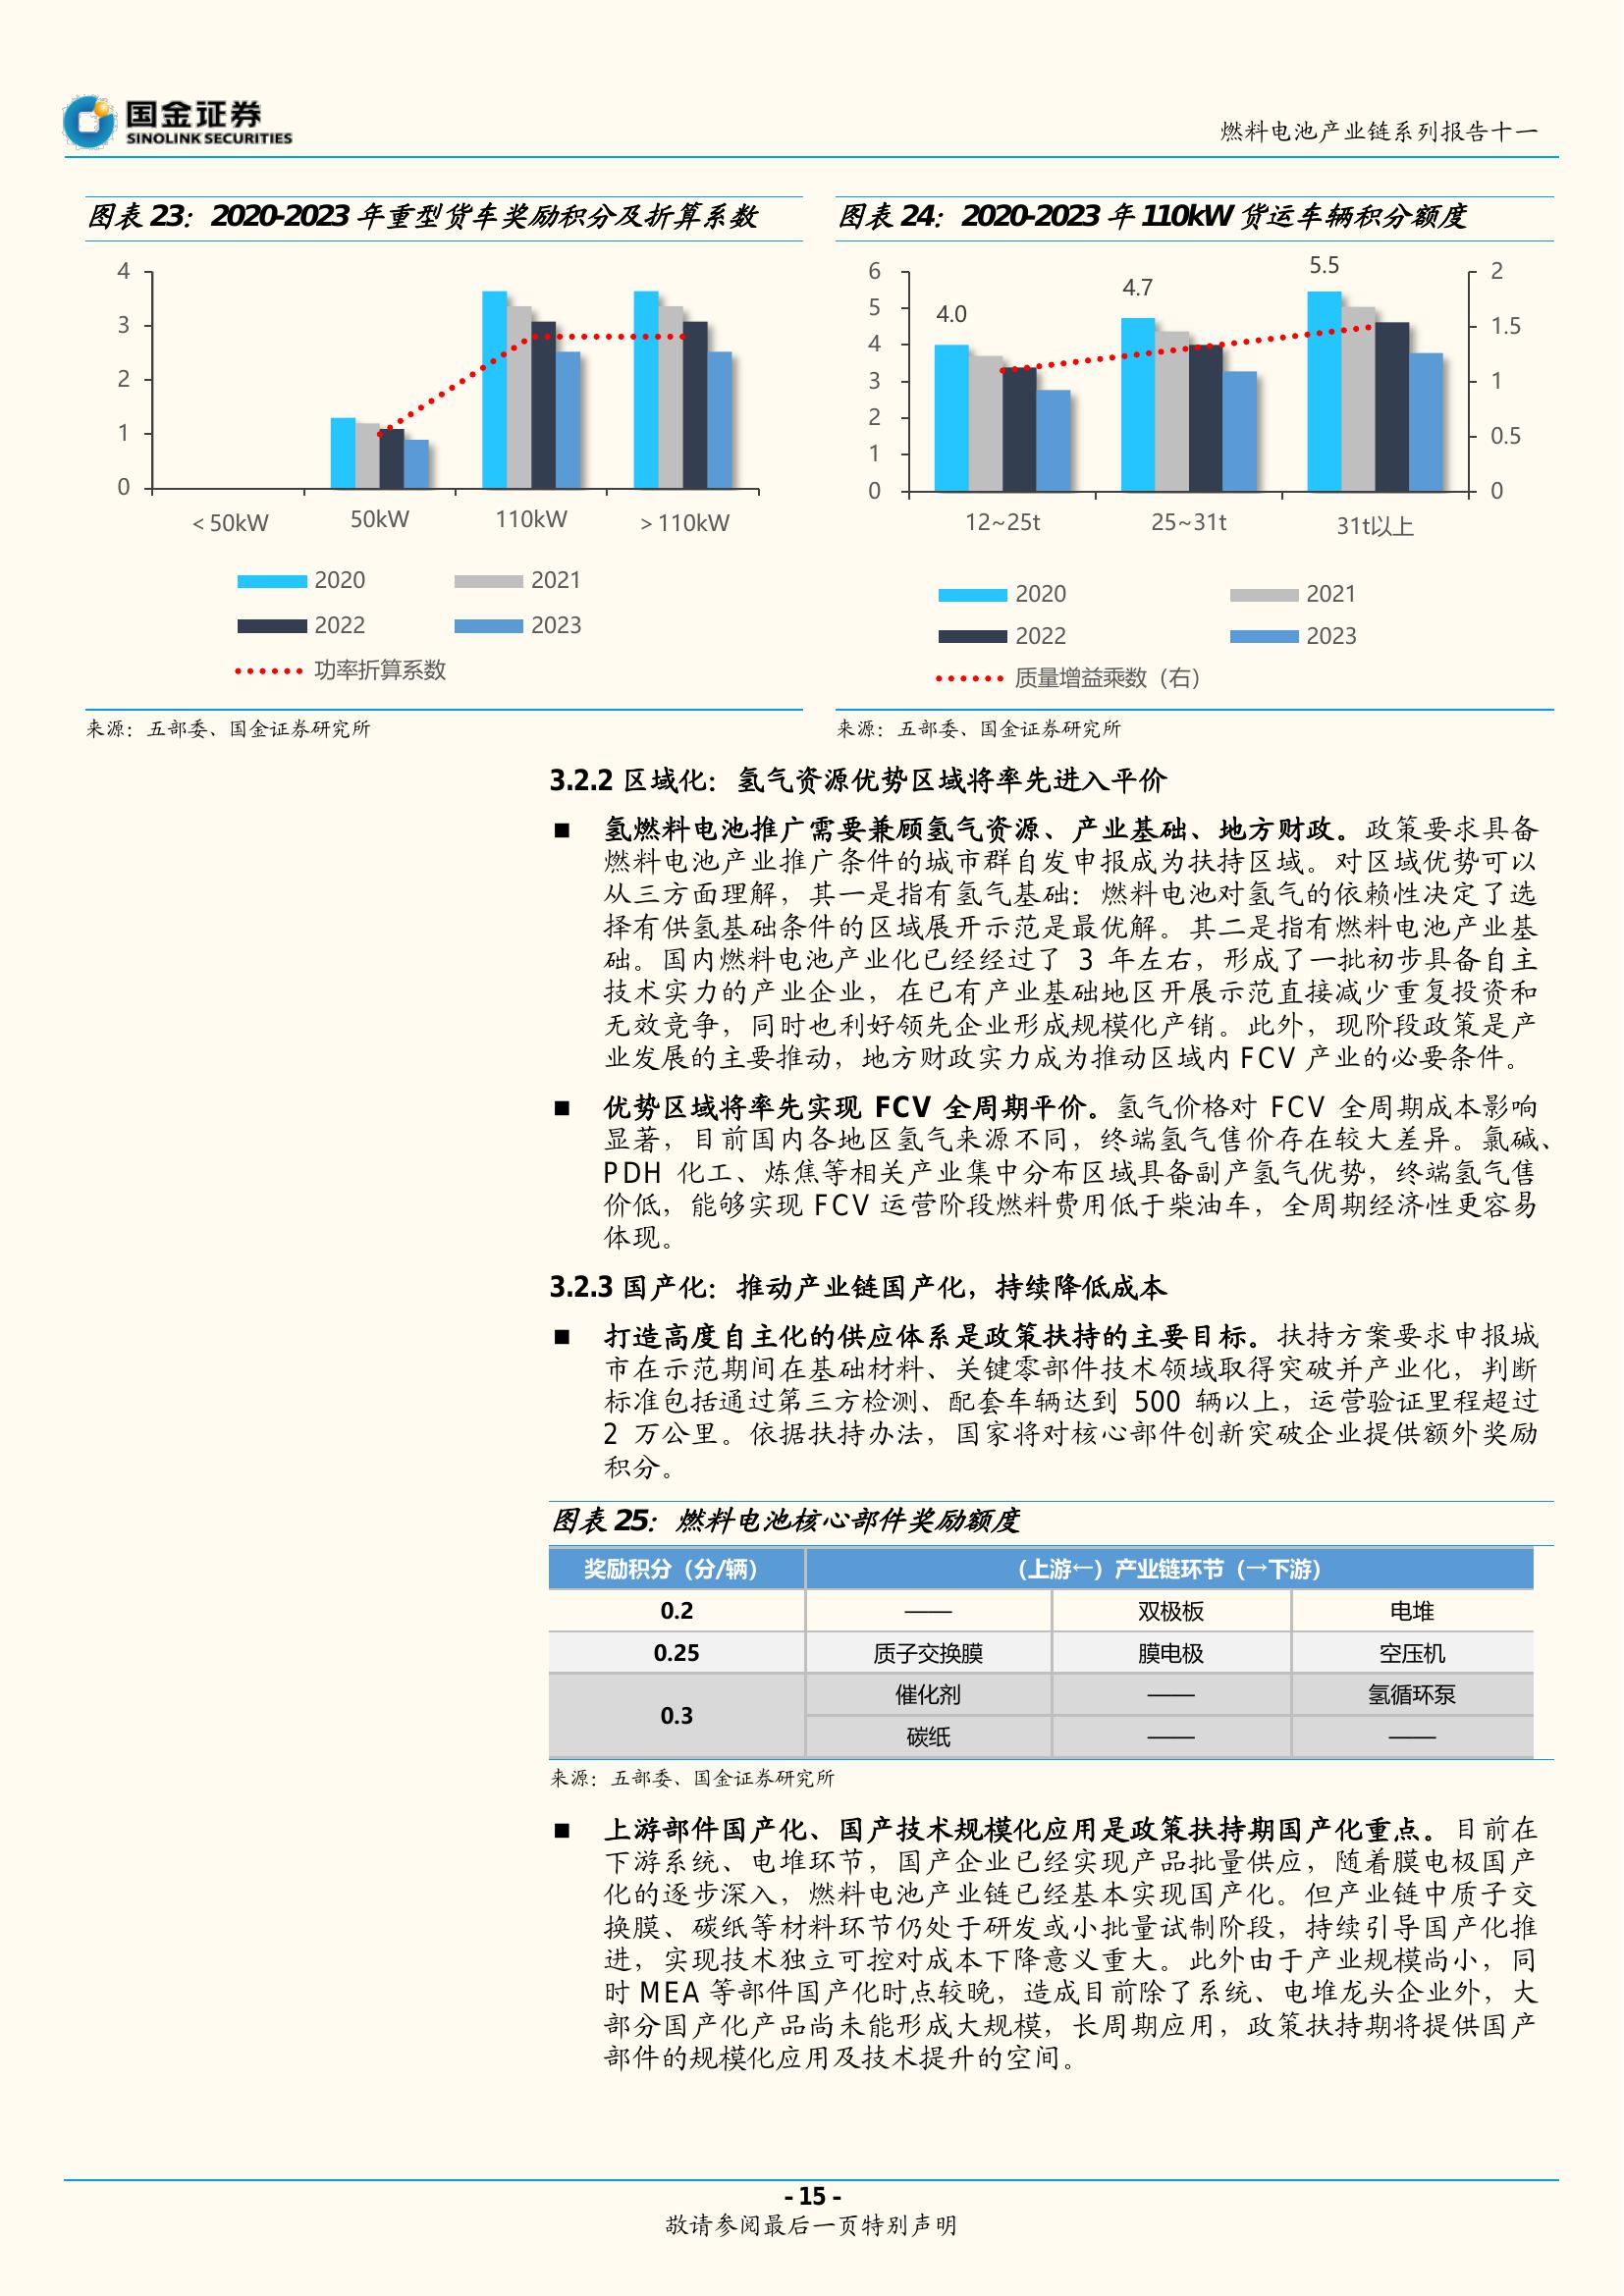 国金证券
SINOLINK SECURITIES
燃料电池产业链系列报告十一
图表 23：2020-2023 年重型货车奖励积分及折算系数
4
3
2
1
0
＜50kW 50kW 110kW ＞110kW
2020 2021
2022 2023
功率折算系数
来源：五部委、国金证券研究所
图表 24：2020-2023 年 110kW 货运车辆积分额度
6
5
4
3
2
1
0
4.0 4.7 5.5
2
1.5
1
0.5
0
12~25t 25~31t 31t以上
2020 2021
2022 2023
质量增益乘数（右）
来源：五部委、国金证券研究所
3.2.2 区域化：氢气资源优势区域将率先进入平价
■ 氢燃料电池推广需要兼顾氢气资源、产业基础、地方财政。政策要求具备
燃料电池产业推广条件的城市群自发申报成为扶持区域。对区域优势可以
从三方面理解，其一是指有氢气基础：燃料电池对氢气的依赖性决定了选
择有供氢基础条件的区域展开示范是最优解。其二是指有燃料电池产业基
础。国内燃料电池产业化已经经过了 3 年左右，形成了一批初步具备自主
技术实力的产业企业，在已有产业基础地区开展示范直接减少重复投资和
无效竞争，同时也利好领先企业形成规模化产销。此外，现阶段政策是产
业发展的主要推动，地方财政实力成为推动区域内 FCV 产业的必要条件。
■ 优势区域将率先实现 FCV 全周期平价。氢气价格对 FCV 全周期成本影响
显著，目前国内各地区氢气来源不同，终端氢气售价存在较大差异。氯碱、
PDH 化工、炼焦等相关产业集中分布区域具备副产氢气优势，终端氢气售
价低，能够实现 FCV 运营阶段燃料费用低于柴油车，全周期经济性更容易
体现。
3.2.3 国产化：推动产业链国产化，持续降低成本
■ 打造高度自主化的供应体系是政策扶持的主要目标。扶持方案要求申报城
市在示范期间在基础材料、关键零部件技术领域取得突破并产业化，判断
标准包括通过第三方检测、配套车辆达到 500 辆以上，运营验证里程超过
2 万公里。依据扶持办法，国家将对核心部件创新突破企业提供额外奖励
积分。
图表 25：燃料电池核心部件奖励额度
奖励积分（分/辆） （上游←）产业链环节（→下游）
0.2 —— 双极板 电堆
0.25 质子交换膜 膜电极 空压机
0.3 催化剂 —— 氢循环泵
碳纸 —— ——
来源：五部委、国金证券研究所
■ 上游部件国产化、国产技术规模化应用是政策扶持期国产化重点。目前在
下游系统、电堆环节，国产企业已经实现产品批量供应，随着膜电极国产
化的逐步深入，燃料电池产业链已经基本实现国产化。但产业链中质子交
换膜、碳纸等材料环节仍处于研发或小批量试制阶段，持续引导国产化推
进，实现技术独立可控对成本下降意义重大。此外由于产业规模尚小，同
时 MEA 等部件国产化时点较晚，造成目前除了系统、电堆龙头企业外，大
部分国产化产品尚未能形成大规模，长周期应用，政策扶持期将提供国产
部件的规模化应用及技术提升的空间。
- 15 -
敬请参阅最后一页特别声明